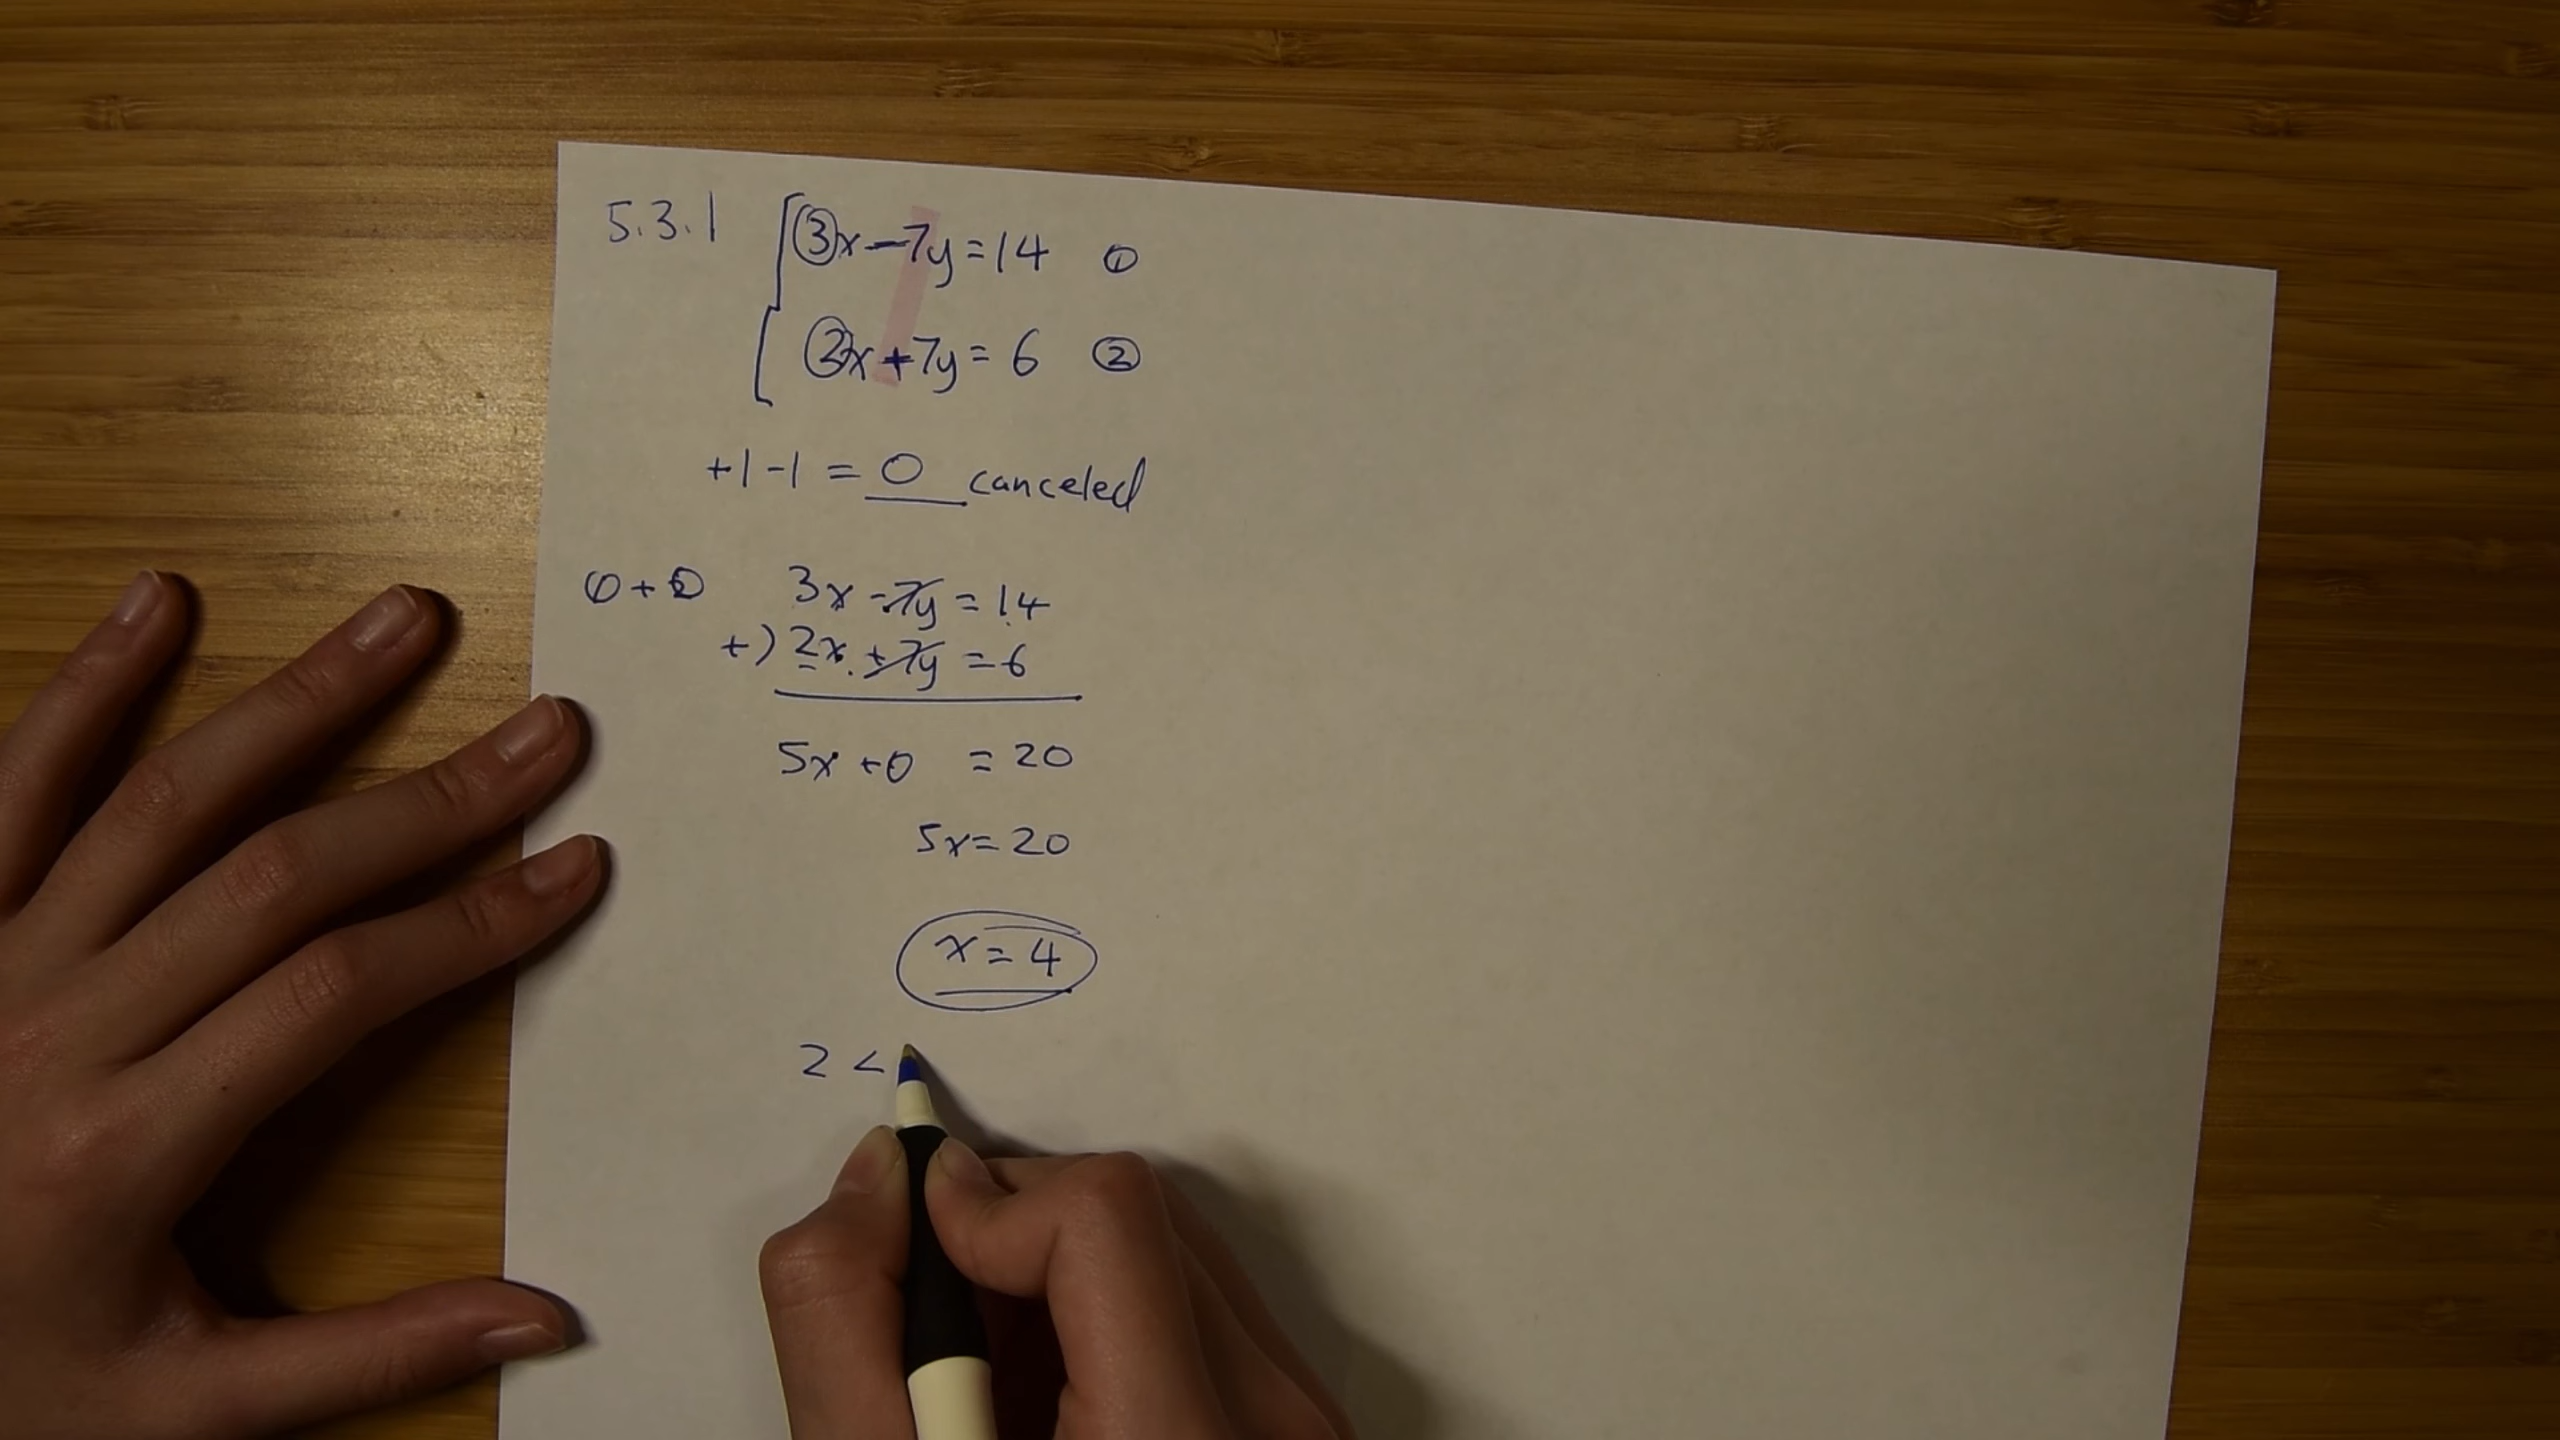 5.3.1 3x-7y=14 ①
2x+7y=6 ②
+1-1=0 canceled
①+② 3x-7y=14
+) 2x+7y=6
5x+0 =20
5x=20
x=4
2<